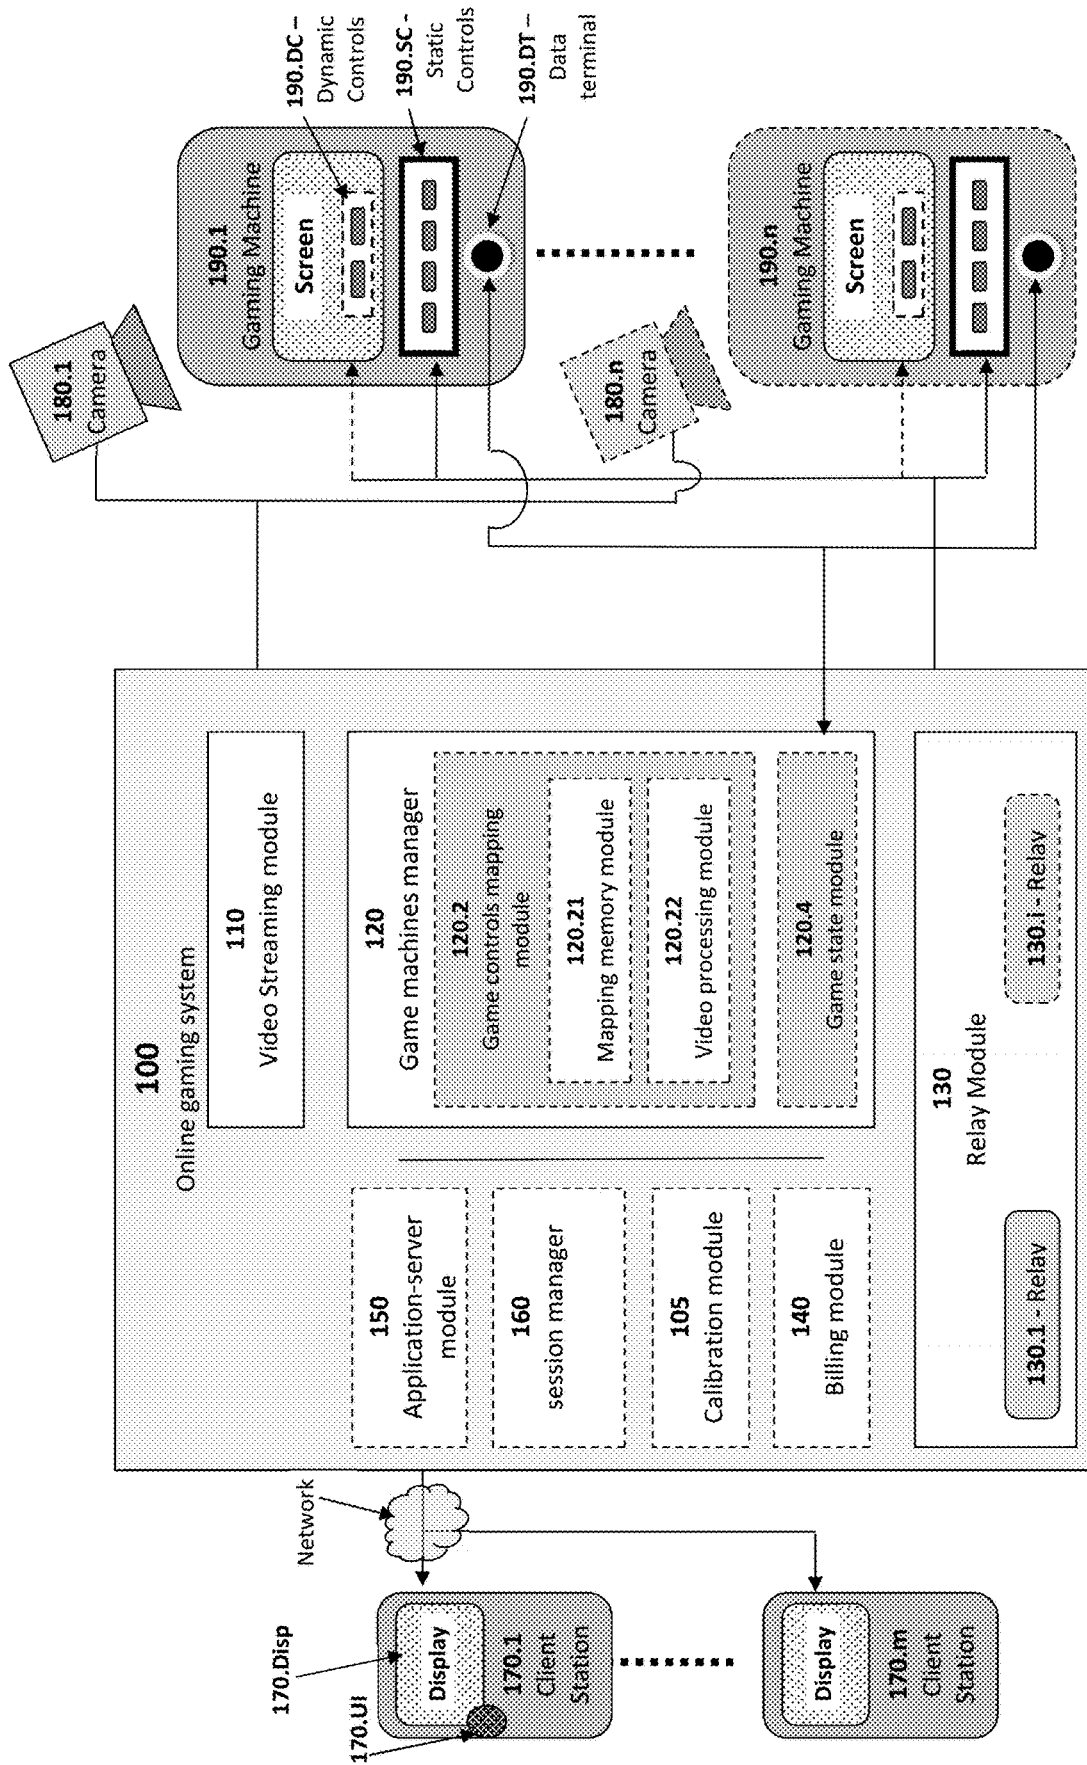 100
Online gaming system
110
Video Streaming module
120
Game machines manager
120.2
Game controls mapping
module
120.21
Mapping memory module
120.22
Video processing module
120.4
Game state module
150
Application-server
module
160
session manager
105
Calibration module
140
Billing module
130
Relay Module
130.1 - Relay
130.i - Relay
Network
170.Disp
170.UI
Display
170.1
Client
Station
Display
170.m
Client
Station
180.1
Camera
190.1
Gaming Machine
Screen
190.DC –
Dynamic
Controls
190.SC -
Static
Controls
190.DT –
Data
terminal
180.n
Camera
190.n
Gaming Machine
Screen